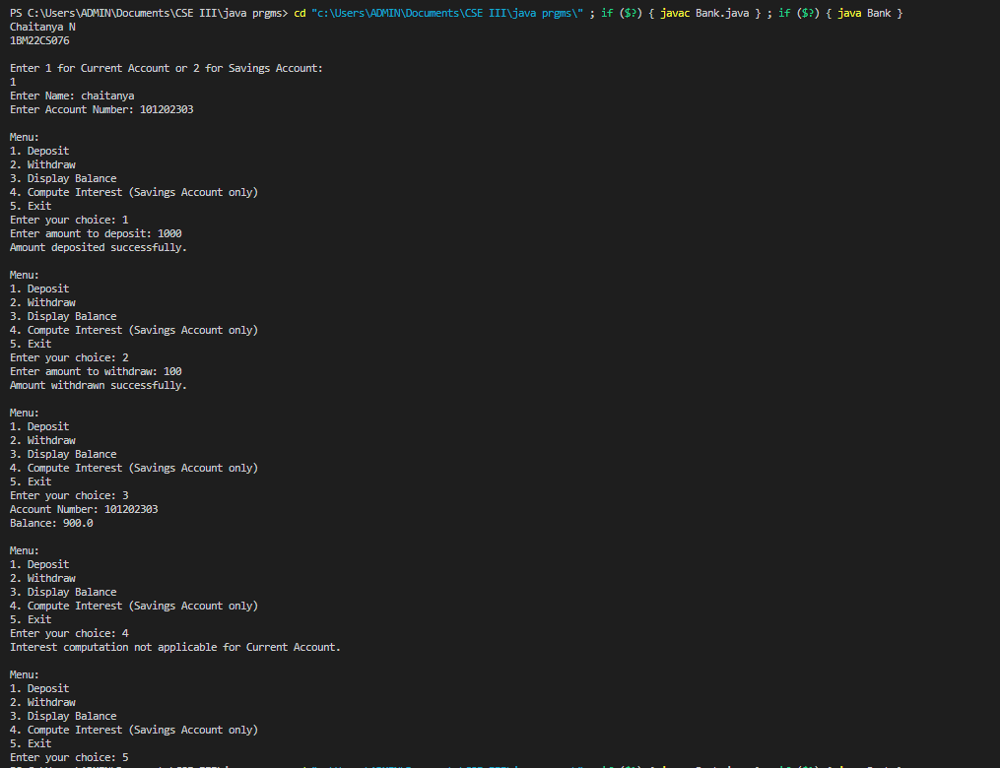 PS C:\Users\ADMIN\Documents\CSE III\java prgms> cd "c:\Users\ADMIN\Documents\CSE III\java prgms\" ; if ($?) { javac Bank.java } ; if ($?) { java Bank }
Chaitanya N
1BM22CS076
Enter 1 for Current Account or 2 for Savings Account:
1
Enter Name: chaitanya
Enter Account Number: 101202303
Menu:
1. Deposit
2. Withdraw
3. Display Balance
4. Compute Interest (Savings Account only)
5. Exit
Enter your choice: 1
Enter amount to deposit: 1000
Amount deposited successfully.
Menu:
1. Deposit
2. Withdraw
3. Display Balance
4. Compute Interest (Savings Account only)
5. Exit
Enter your choice: 2
Enter amount to withdraw: 100
Amount withdrawn successfully.
Menu:
1. Deposit
2. Withdraw
3. Display Balance
4. Compute Interest (Savings Account only)
5. Exit
Enter your choice: 3
Account Number: 101202303
Balance: 900.0
Menu:
1. Deposit
2. Withdraw
3. Display Balance
4. Compute Interest (Savings Account only)
5. Exit
Enter your choice: 4
Interest computation not applicable for Current Account.
Menu:
1. Deposit
2. Withdraw
3. Display Balance
4. Compute Interest (Savings Account only)
5. Exit
Enter your choice: 5